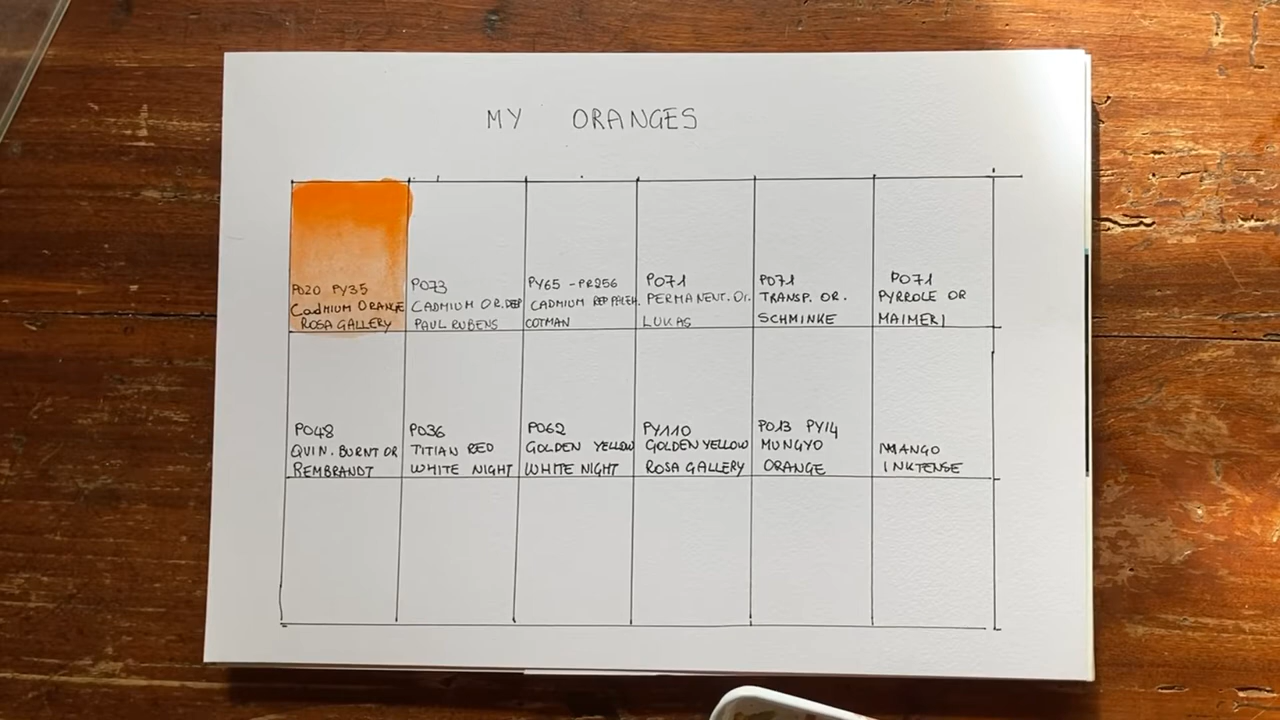 MY ORANGES
PO20 PY35
CADMIUM ORANGE
ROSA GALLERY
PO73
CADMIUM OR. DEEP
PAUL RUBENS
PY65 - PR256
CADMIUM RED
COTMAN
PO71
PERMANENT. Or.
LUKAS
PO71
TRANSP. OR.
SCHMINKE
PO71
PYRROLE OR
MAIMERI
PO48
QUIN. BURNT OR
REMBRANDT
PO36
TITIAN RED
WHITE NIGHT
PO62
GOLDEN YELLOW
WHITE NIGHT
PY110
GOLDEN YELLOW
ROSA GALLERY
PO13 PY14
MUNGYO
ORANGE
MANGO
INKTENSE